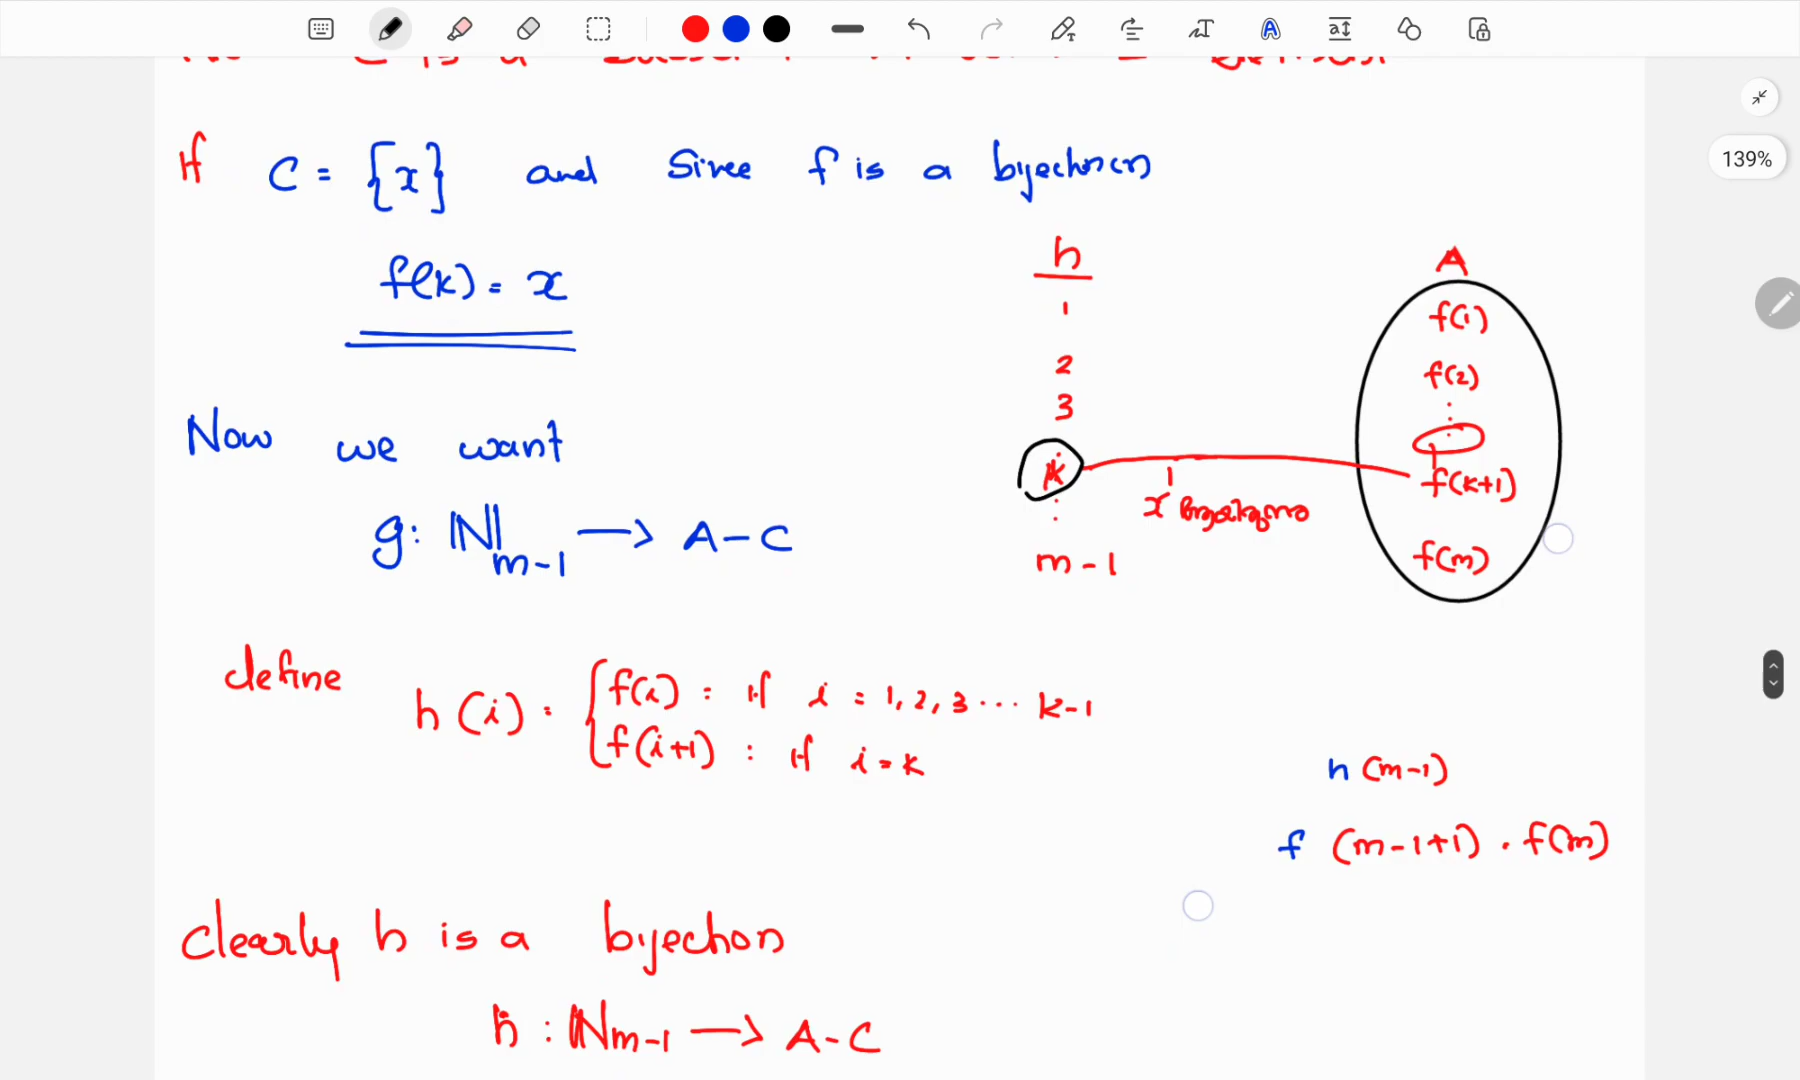 139%
If C = {x} and Since f is a bijection
f(k) = x
h
A
1
f(1)
2
f(2)
3
k
f(k+1)
x
m-1
f(m)
Now we want
g: ℕm-1 → A-C
define h(i) = { f(i) : if i = 1, 2, 3 ... k-1
f(i+1) : if i = k
h(m-1)
f (m-1+1) = f(m)
clearly h is a bijection
h : ℕm-1 → A-C